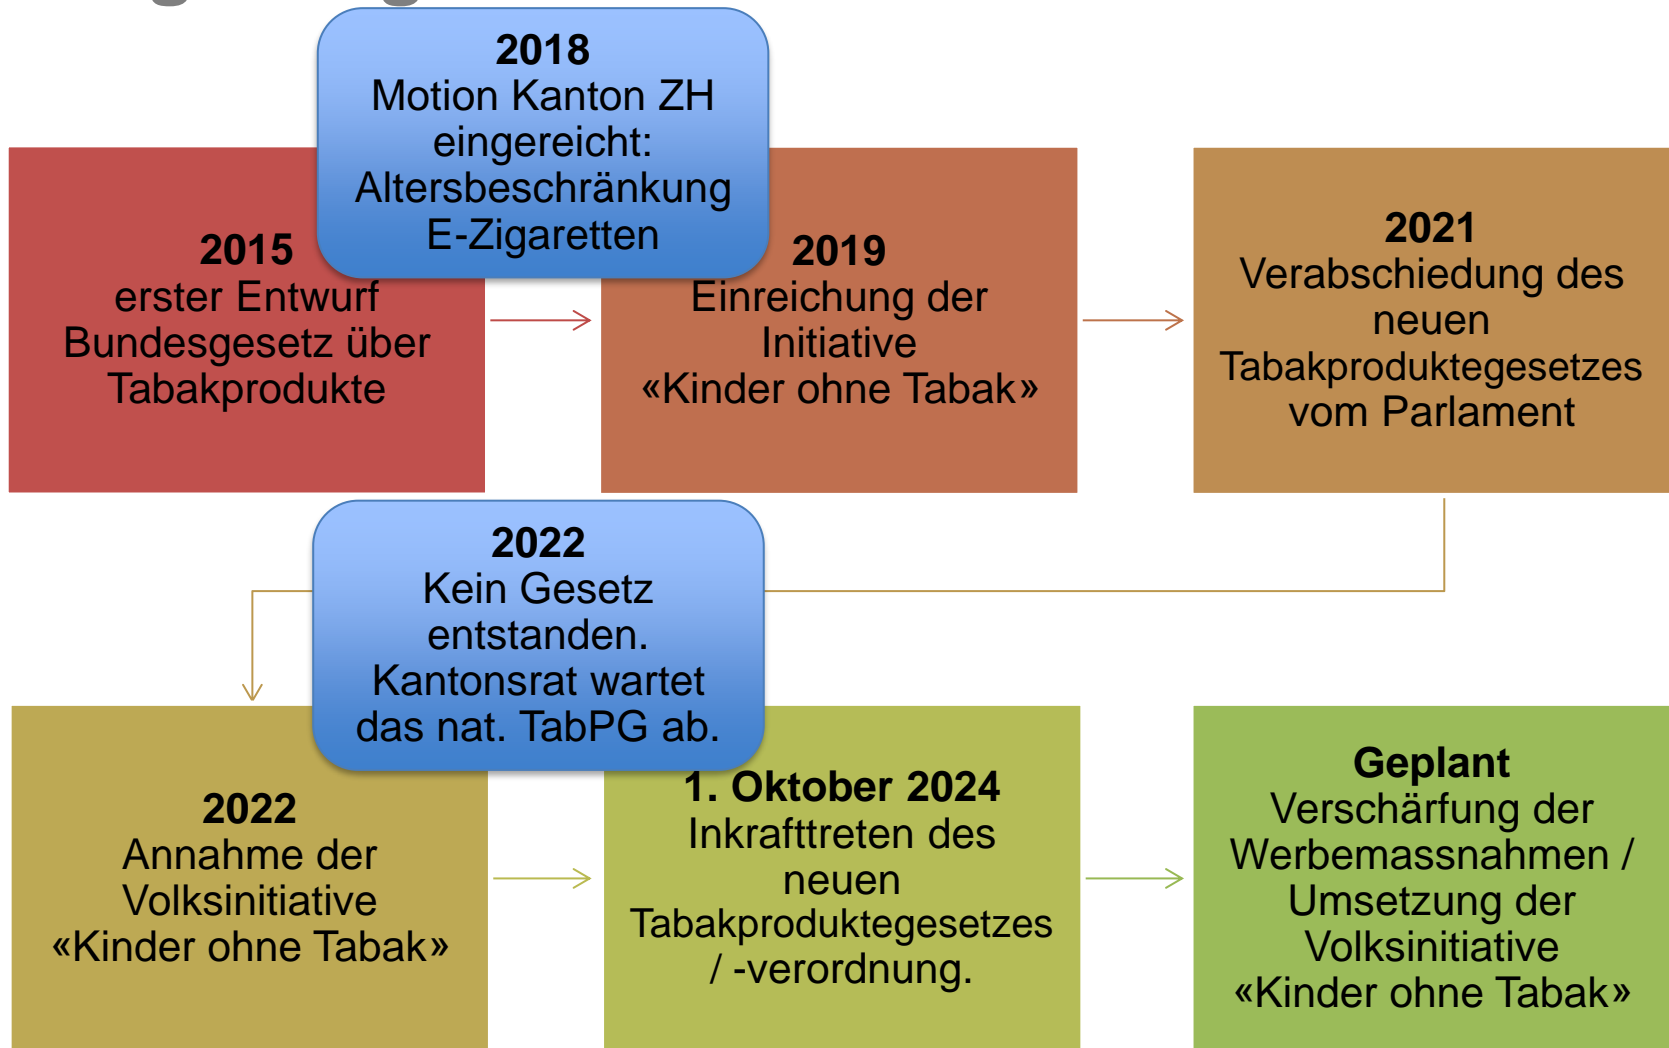 2018
Motion Kanton ZH
eingereicht:
Altersbeschränkung
E-Zigaretten
2015
erster Entwurf
Bundesgesetz über
Tabakprodukte
2019
Einreichung der
Initiative
«Kinder ohne Tabak»
2021
Verabschiedung des
neuen
Tabakproduktegesetzes
vom Parlament
2022
Kein Gesetz
entstanden.
Kantonsrat wartet
das nat. TabPG ab.
2022
Annahme der
Volksinitiative
«Kinder ohne Tabak»
1. Oktober 2024
Inkrafttreten des
neuen
Tabakproduktegesetzes
/ -verordnung.
Geplant
Verschärfung der
Werbemassnahmen /
Umsetzung der
Volksinitiative
«Kinder ohne Tabak»